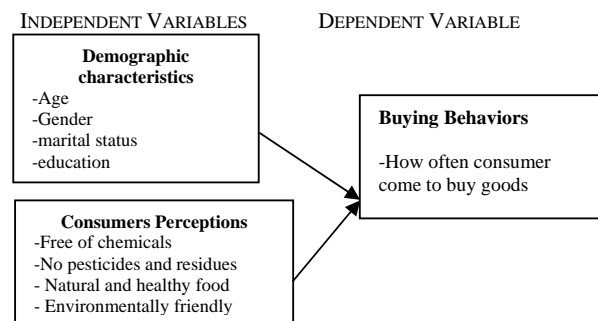 INDEPENDENT VARIABLES DEPENDENT VARIABLE
Demographic
characteristics
-Age
-Gender
-marital status
-education
Buying Behaviors
-How often consumer
come to buy goods
Consumers Perceptions
-Free of chemicals
-No pesticides and residues
- Natural and healthy food
- Environmentally friendly